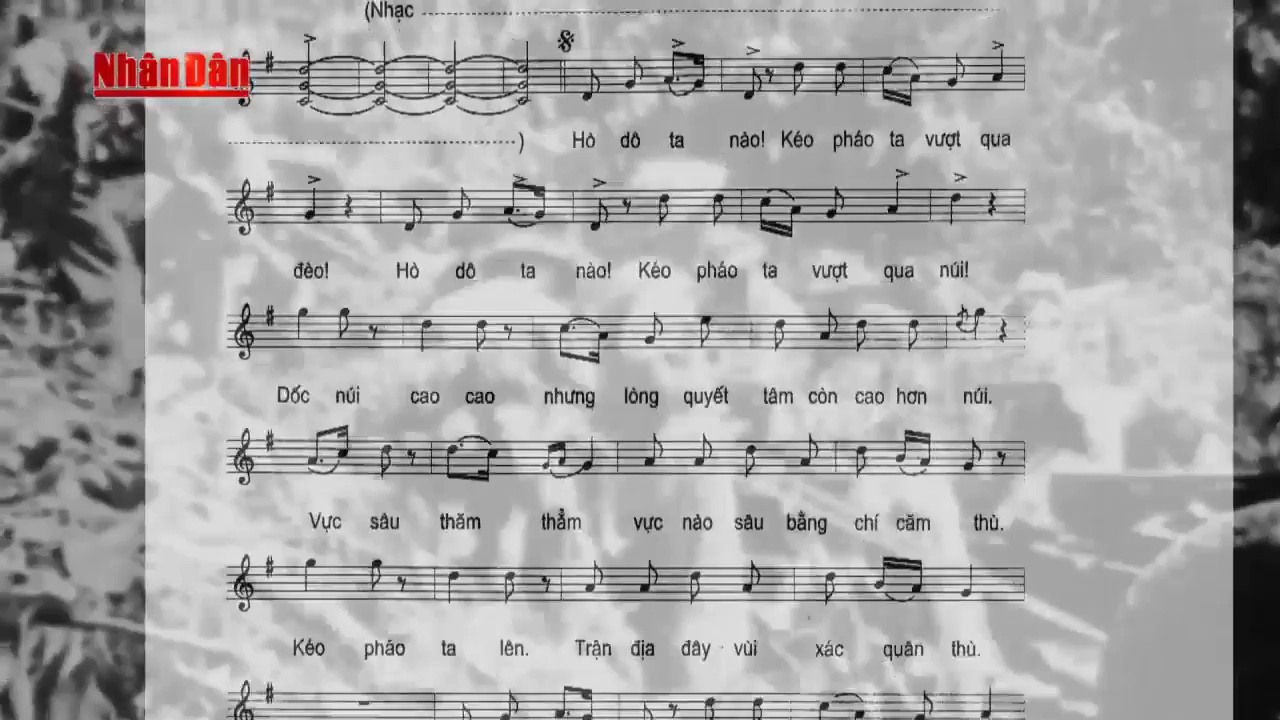 (Nhạc
Nhân Dân
) Hò dô ta nào! Kéo pháo ta vượt qua
đèo! Hò dô ta nào! Kéo pháo ta vượt qua núi!
Dốc núi cao cao nhưng lòng quyết tâm còn cao hơn núi.
Vực sâu thăm thẳm vực nào sâu bằng chí căm thù.
Kéo pháo ta lên. Trận địa đây vùi xác quân thù.